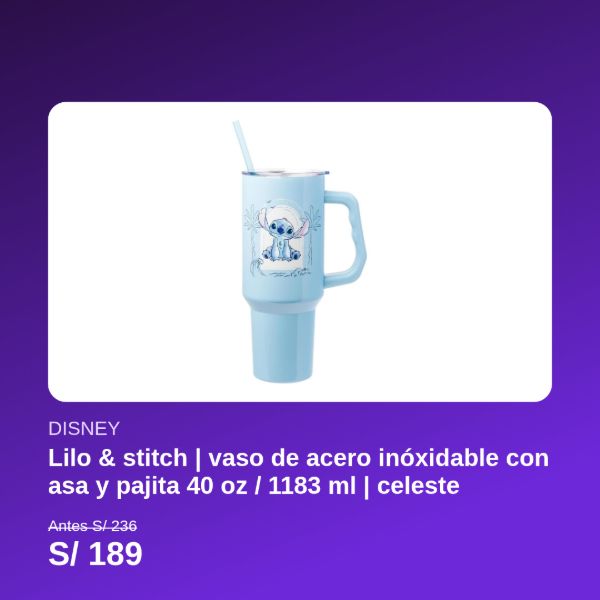 DISNEY
Lilo & stitch | vaso de acero inóxidable con
asa y pajita 40 oz / 1183 ml | celeste
Antes S/ 236
S/ 189